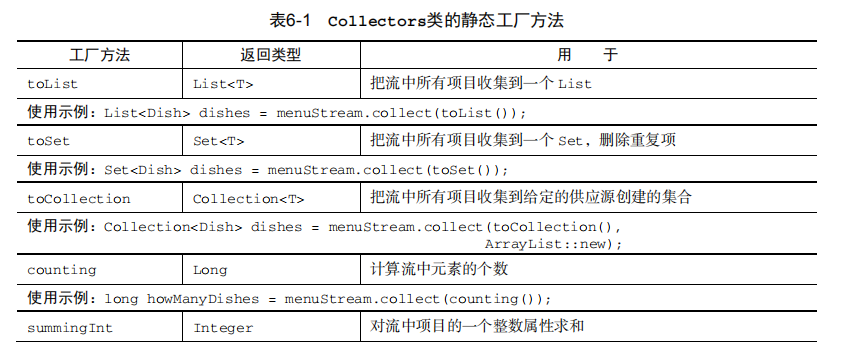 表6-1 Collectors类的静态工厂方法
工厂方法 返回类型 用 于
toList List<T> 把流中所有项目收集到一个 List
使用示例：List<Dish> dishes = menuStream.collect(toList());
toSet Set<T> 把流中所有项目收集到一个 Set，删除重复项
使用示例：Set<Dish> dishes = menuStream.collect(toSet());
toCollection Collection<T> 把流中所有项目收集到给定的供应源创建的集合
使用示例：Collection<Dish> dishes = menuStream.collect(toCollection(),
ArrayList::new);
counting Long 计算流中元素的个数
使用示例：long howManyDishes = menuStream.collect(counting());
summingInt Integer 对流中项目的一个整数属性求和